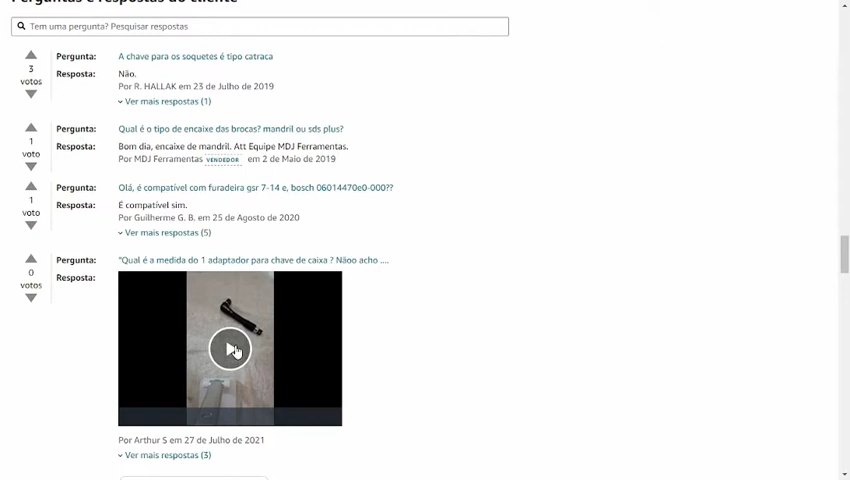 Perguntas e respostas do cliente
Tem uma pergunta? Pesquisar respostas
3
votos
Pergunta: A chave para os soquetes é tipo catraca
Resposta: Não.
Por R. HALLAK em 23 de Julho de 2019
Ver mais respostas (1)
1
voto
Pergunta: Qual é o tipo de encaixe das brocas? mandril ou sds plus?
Resposta: Bom dia, encaixe de mandril. Att Equipe MDJ Ferramentas.
Por MDJ Ferramentas VENDEDOR em 2 de Maio de 2019
1
voto
Pergunta: Olá, é compatível com furadeira gsr 7-14 e, bosch 06014470e0-000??
Resposta: É compatível sim.
Por Guilherme G. B. em 25 de Agosto de 2020
Ver mais respostas (5)
0
votos
Pergunta: "Qual é a medida do 1 adaptador para chave de caixa ? Nãoo acho ....
Resposta:
Por Arthur S em 27 de Julho de 2021
Ver mais respostas (3)